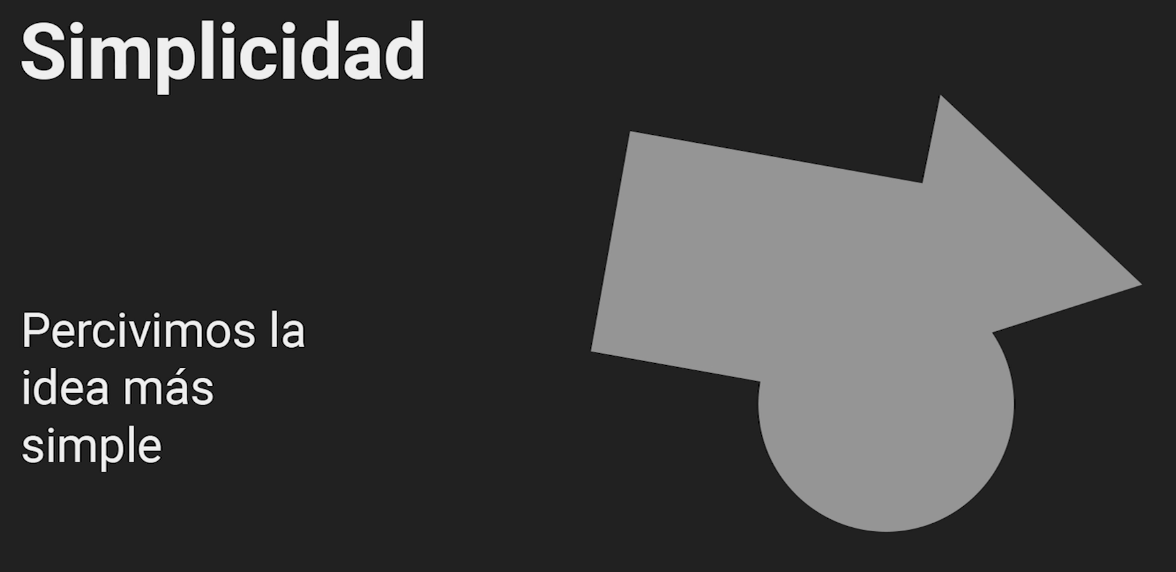 Simplicidad
Percivimos la
idea más
simple